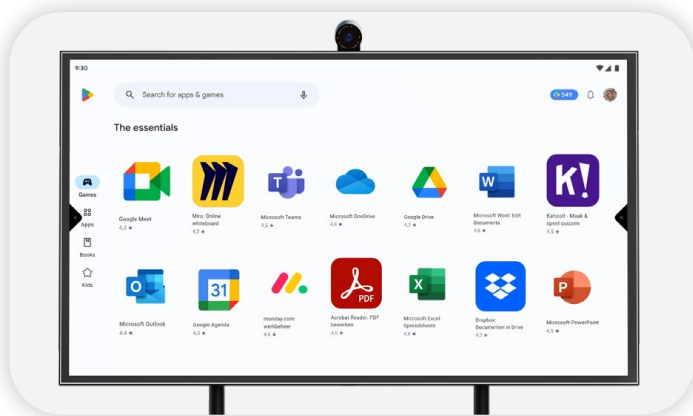 9:30
Search for apps & games
549
The essentials
Games
Apps
Books
Kids
Google Meet
4,3 ★
Miro: Online
whiteboard
4,3 ★
Microsoft Teams
4,5 ★
Microsoft OneDrive
4,4 ★
Google Drive
4,3 ★
Microsoft Word: Edit
Documents
4,6 ★
K!
Kahoot! - Maak &
speel quizzen
4,5 ★
Microsoft Outlook
4,4 ★
31
Google Agenda
4,3 ★
monday.com:
werkbeheer
4,6 ★
PDF
Acrobat Reader: PDF
bewerken
4,6 ★
Microsoft Excel:
Spreadsheets
4,6 ★
Dropbox:
Documenten in Drive
4,5 ★
Microsoft PowerPoint
4,5 ★
T
W
O
X
P